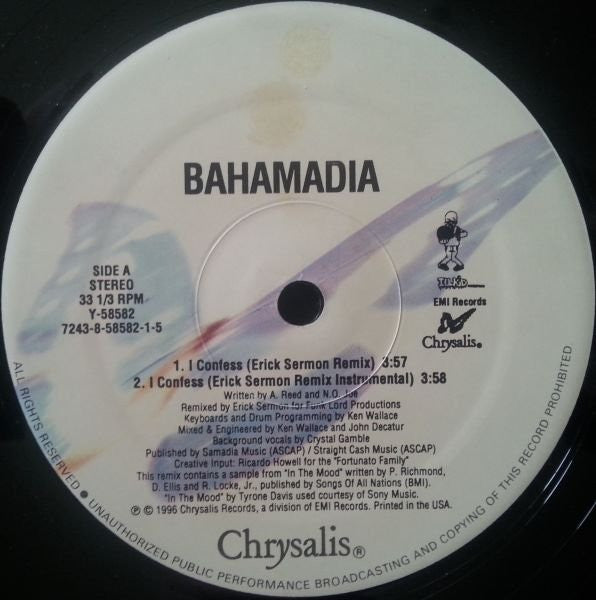 BAHAMADIA
SIDE A
STEREO
33 1/3 RPM
Y-58582
7243-8-58582-1-5
EMI Records
Chrysalis®
1. I Confess (Erick Sermon Remix) 3:57
2. I Confess (Erick Sermon Remix Instrumental) 3:58
Written by A. Reed and N.O. Joe
Remixed by Erick Sermon for Funk Lord Productions
Keyboards and Drum Programming by Ken Wallace
Mixed & Engineered by Ken Wallace and John Decatur
Background vocals by Crystal Gamble
Published by Samadia Music (ASCAP) / Straight Cash Music (ASCAP)
Creative Input: Ricardo Howell for the "Fortunato Family"
This remix contains a sample from "In The Mood" written by P. Richmond,
D. Ellis and R. Locke, Jr., published by Songs Of All Nations (BMI).
"In The Mood" by Tyrone Davis used courtesy of Sony Music.
℗ © 1996 Chrysalis Records, a division of EMI Records. Printed in the USA.
Chrysalis®
ALL RIGHTS RESERVED ● UNAUTHORIZED PUBLIC PERFORMANCE BROADCASTING AND COPYING OF THIS RECORD PROHIBITED